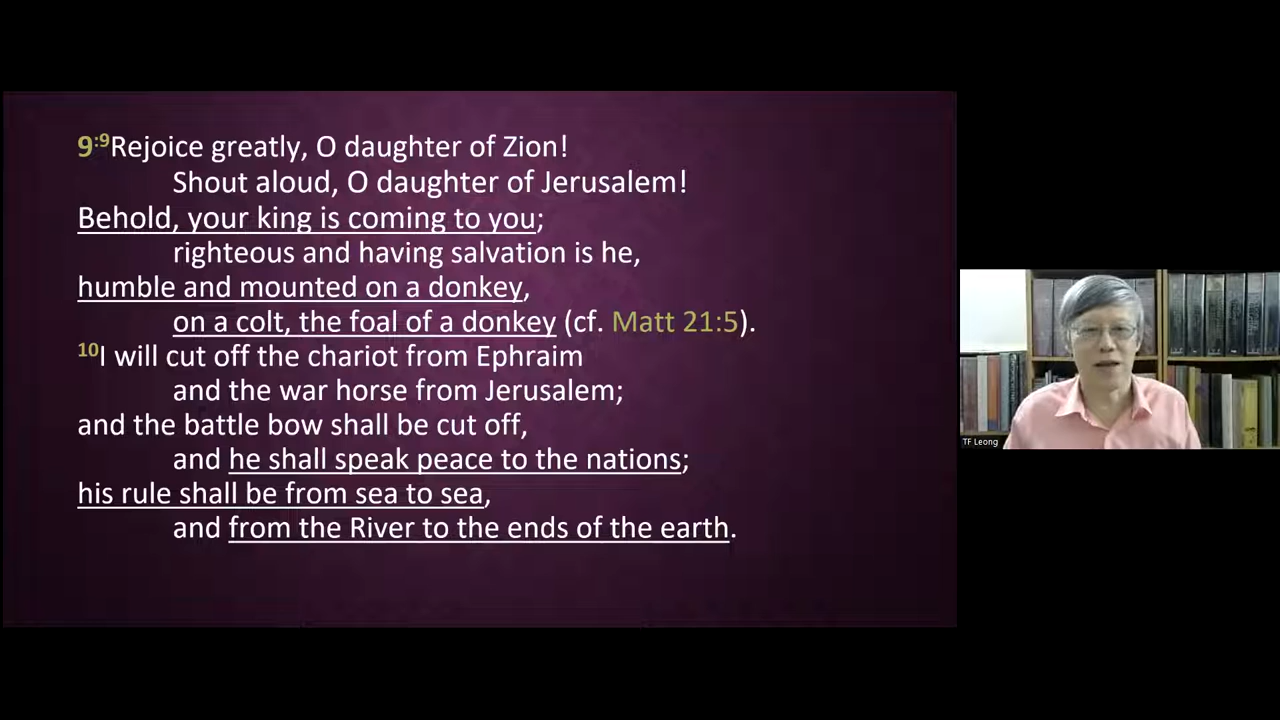 9:9Rejoice greatly, O daughter of Zion!
Shout aloud, O daughter of Jerusalem!
Behold, your king is coming to you;
righteous and having salvation is he,
humble and mounted on a donkey,
on a colt, the foal of a donkey (cf. Matt 21:5).
10I will cut off the chariot from Ephraim
and the war horse from Jerusalem;
and the battle bow shall be cut off,
and he shall speak peace to the nations;
his rule shall be from sea to sea,
and from the River to the ends of the earth.
TF Leong